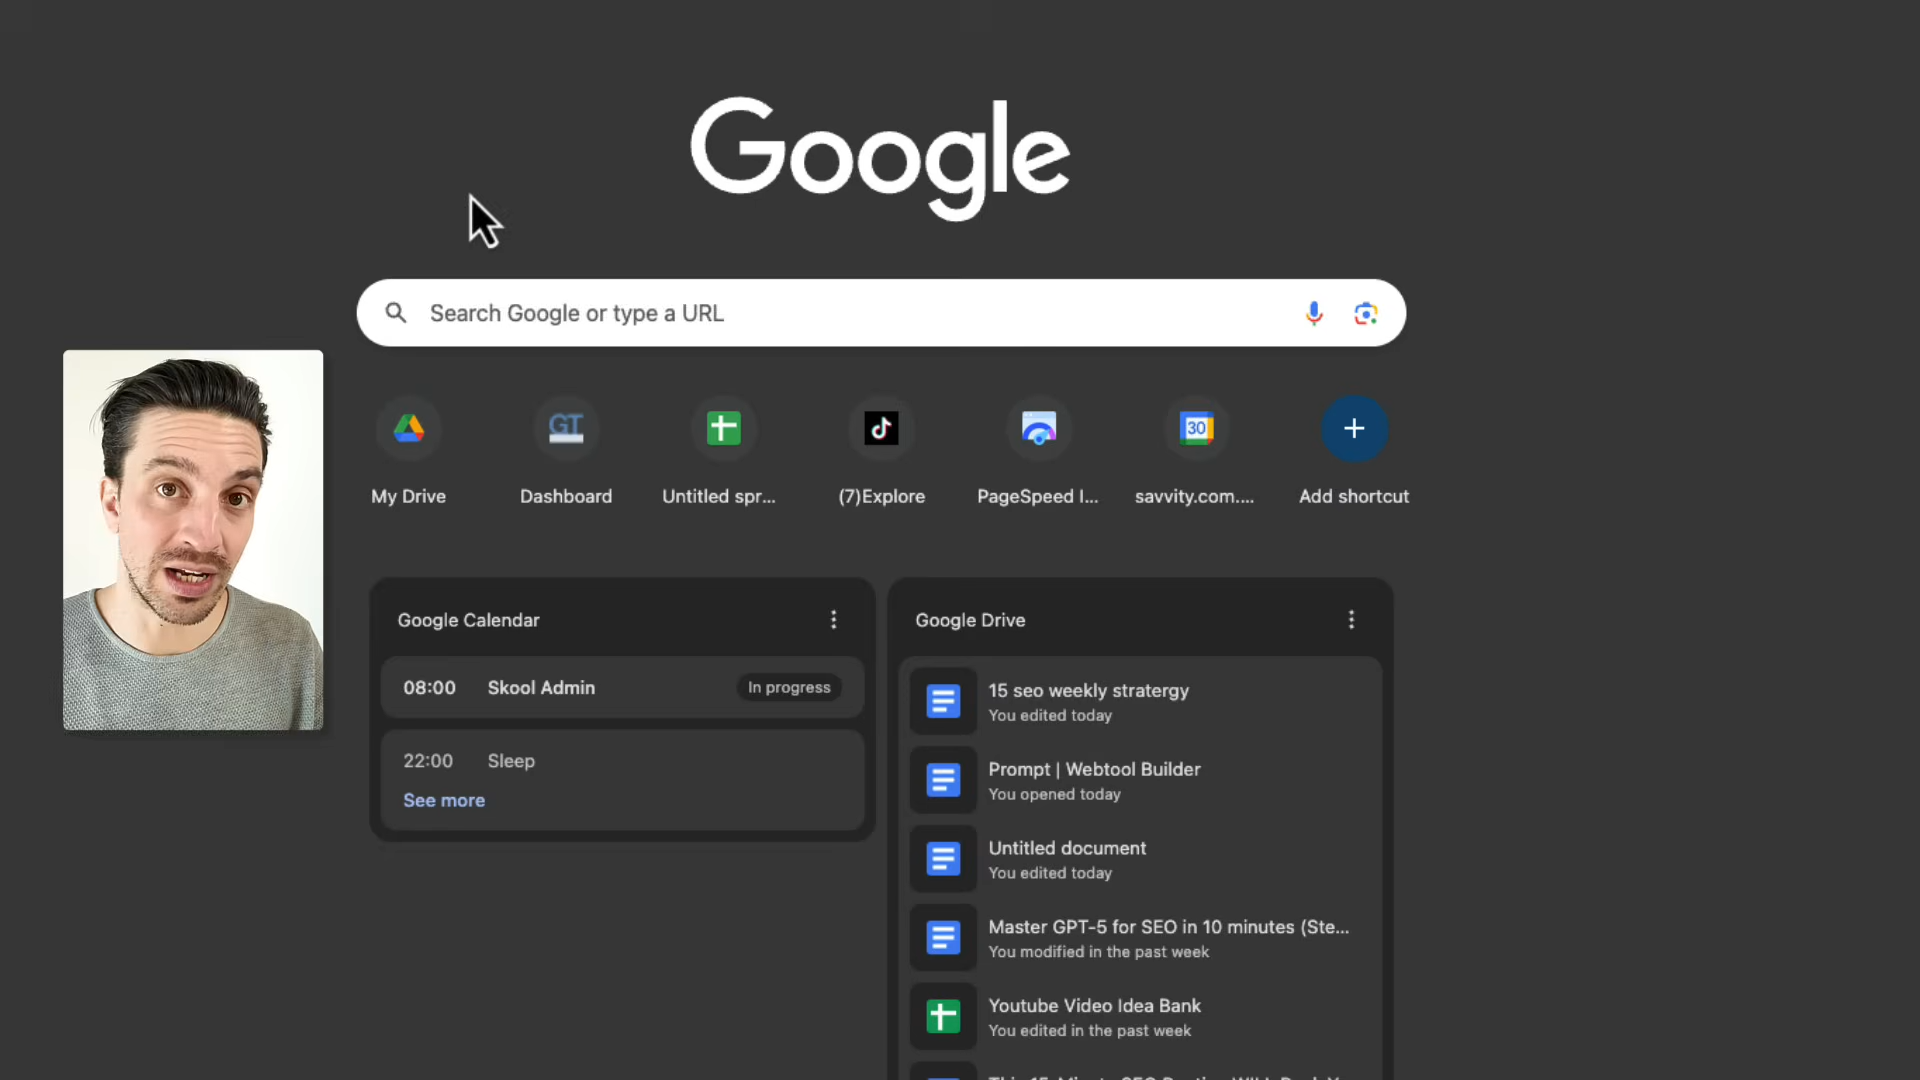 Google
Search Google or type a URL
My Drive
GT
Dashboard
Untitled spr...
(7)Explore
PageSpeed I...
30
savvity.com....
Add shortcut
Google Calendar
08:00 Skool Admin In progress
22:00 Sleep
See more
Google Drive
15 seo weekly stratergy
You edited today
Prompt | Webtool Builder
You opened today
Untitled document
You edited today
Master GPT-5 for SEO in 10 minutes (Ste...
You modified in the past week
Youtube Video Idea Bank
You edited in the past week